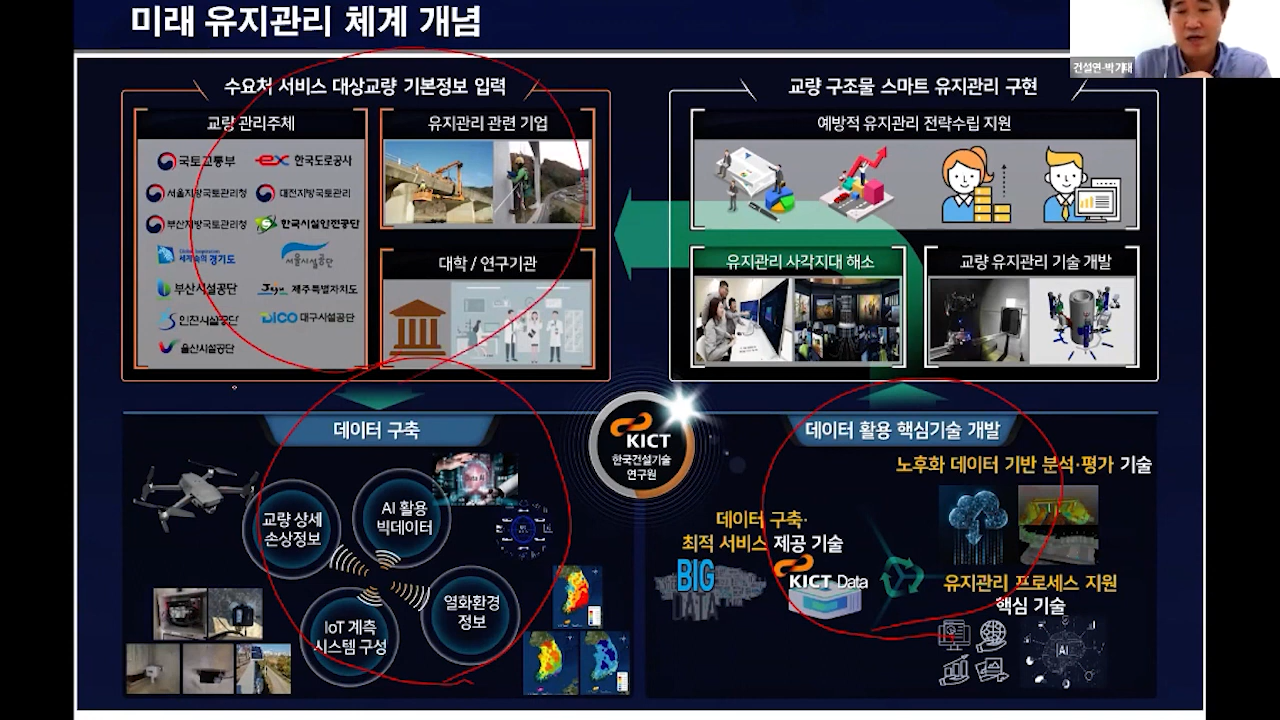 미래 유지관리 체계 개념
건설연-박기태
수요처 서비스 대상교량 기본정보 입력
교량 관리주체
국토교통부
ex 한국도로공사
서울지방국토관리청
대전지방국토관리
부산지방국토관리청
한국시설안전공단
세계속의 경기도
서울시설공단
부산시설공단
제주특별자치도
인천시설공단
DICO 대구시설공단
울산시설공단
유지관리 관련 기업
대학 / 연구기관
교량 구조물 스마트 유지관리 구현
예방적 유지관리 전략수립 지원
유지관리 사각지대 해소
교량 유지관리 기술 개발
데이터 구축
교량 상세
손상정보
AI 활용
빅데이터
Data AI
IoT 계측
시스템 구성
열화환경
정보
KICT
한국건설기술
연구원
데이터 활용 핵심기술 개발
노후화 데이터 기반 분석·평가 기술
데이터 구축·
최적 서비스 제공 기술
BIG
KICT Data
유지관리 프로세스 지원
핵심 기술
AI